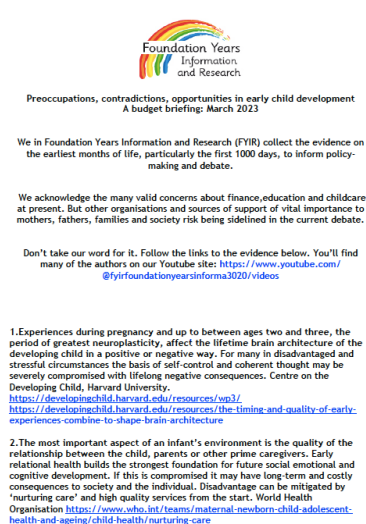 Foundation Years
Information
and Research
Preoccupations, contradictions, opportunities in early child development
A budget briefing: March 2023
We in Foundation Years Information and Research (FYIR) collect the evidence on
the earliest months of life, particularly the first 1000 days, to inform policy-
making and debate.
We acknowledge the many valid concerns about finance,education and childcare
at present. But other organisations and sources of support of vital importance to
mothers, fathers, families and society risk being sidelined in the current debate.
Don't take our word for it. Follow the links to the evidence below. You'll find
many of the authors on our Youtube site: https://www.youtube.com/
@fyirfoundationyearsinforma3020/videos
1.Experiences during pregnancy and up to between ages two and three, the
period of greatest neuroplasticity, affect the lifetime brain architecture of the
developing child in a positive or negative way. For many in disadvantaged and
stressful circumstances the basis of self-control and coherent thought may be
severely compromised with lifelong negative consequences. Centre on the
Developing Child, Harvard University.
https://developingchild.harvard.edu/resources/wp3/
https://developingchild.harvard.edu/resources/the-timing-and-quality-of-early-
experiences-combine-to-shape-brain-architecture
2.The most important aspect of an infant's environment is the quality of the
relationship between the child, parents or other prime caregivers. Early
relational health builds the strongest foundation for future social emotional and
cognitive development. If this is compromised it may have long-term and costly
consequences to society and the individual. Disadvantage can be mitigated by
'nurturing care' and high quality services from the start. World Health
Organisation https://www.who.int/teams/maternal-newborn-child-adolescent-
health-and-ageing/child-health/nurturing-care